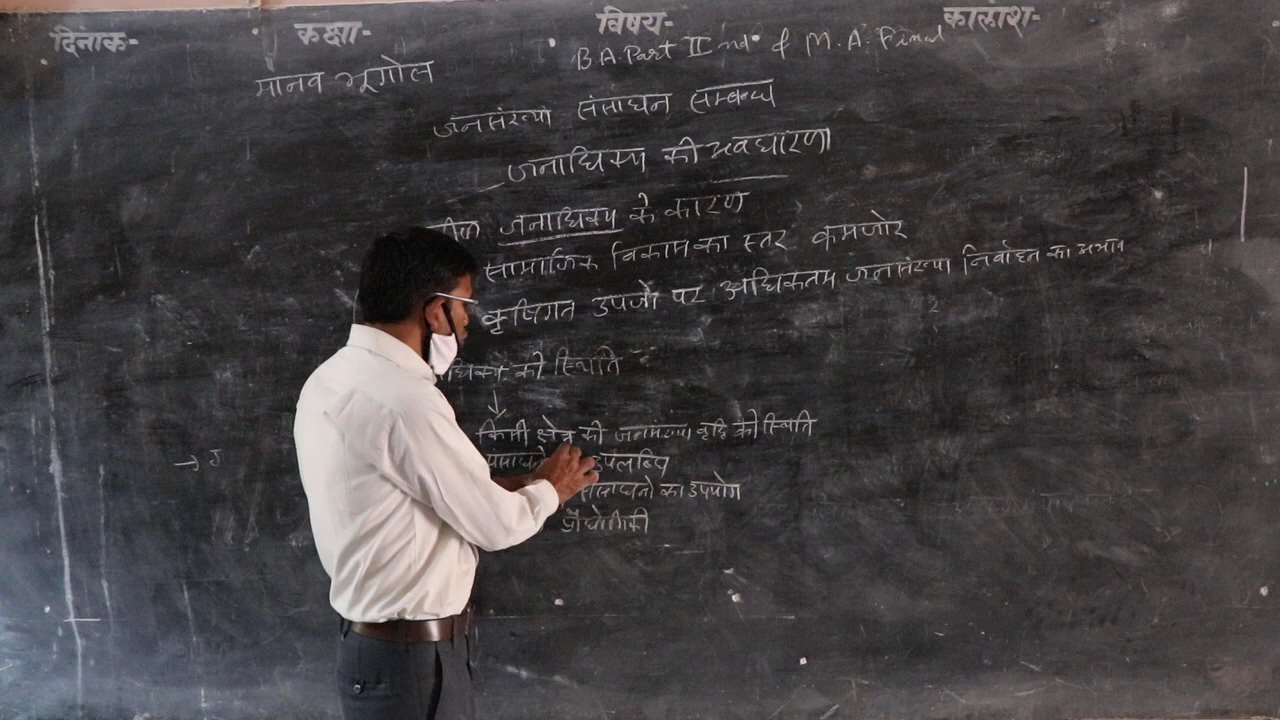 दिनाक- कक्षा- विषय- कालांश-
B.A. Part II nd & M.A. Final
मानव भूगोल
जनसंख्या संसाधन सम्बन्ध
जनाधिक्य की अवधारणा
जनाधिक्य के कारण
सामाजिक विकास का स्तर कमजोर
कृषिगत उपजों पर अधिकतम जनसंख्या निर्वाहन का अभाव
की स्थिति
↓
किसी क्षेत्र की जनसंख्या वृद्धि की स्थिति
उपलब्धि
संसाधनो का उपयोग
प्रौद्योगिकी